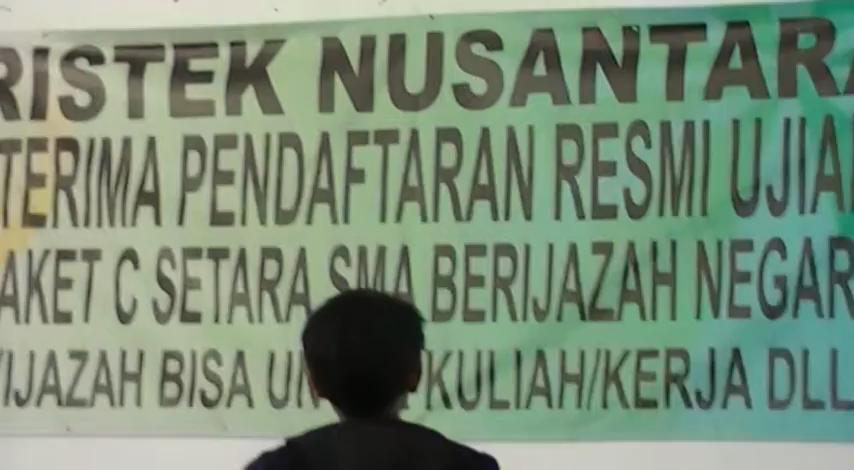 RISTEK NUSANTARA
TERIMA PENDAFTARAN RESMI UJIA
AKET C SETARA SMA BERIJAZAH NEGAR
IJAZAH BISA UN KULIAH/KERJA DLL